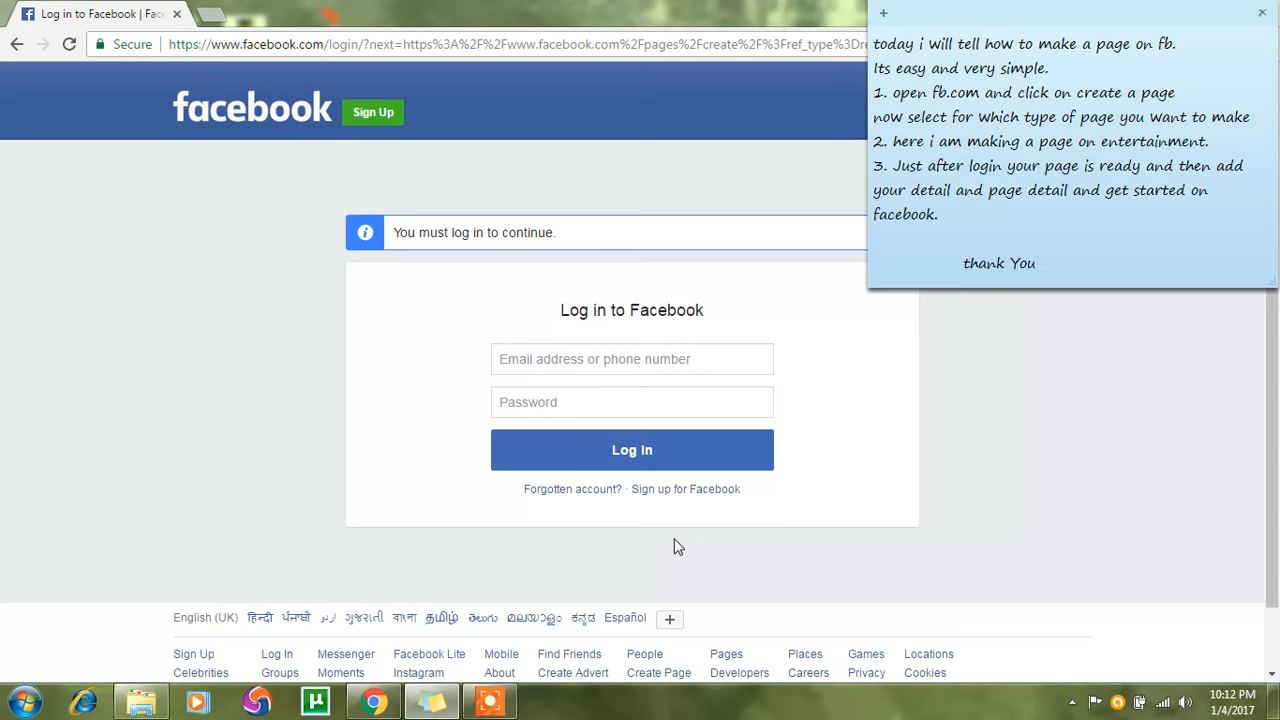 Log in to Facebook | Fac
Secure
https://www.facebook.com/login/?next=https%3A%2F%2Fwww.facebook.com%2Fpages%2Fcreate%2F%3Fref_type%3Dre
today i will tell how to make a page on fb.
Its easy and very simple.
1. open fb.com and click on create a page
now select for which type of page you want to make
2. here i am making a page on entertainment.
3. Just after login your page is ready and then add
your detail and page detail and get started on
facebook.
thank You
facebook
Sign Up
You must log in to continue.
Log in to Facebook
Email address or phone number
Password
Log In
Forgotten account? · Sign up for Facebook
English (UK) हिन्दी ਪੰਜਾਬੀ اردو ગુજરાતી বাংলা தமிழ் తెలుగు മലയാളം ಕನ್ನಡ Español +
Sign Up Log In Messenger Facebook Lite Mobile Find Friends People Pages Places Games Locations
Celebrities Groups Moments Instagram About Create Advert Create Page Developers Careers Privacy Cookies
10:12 PM
1/4/2017